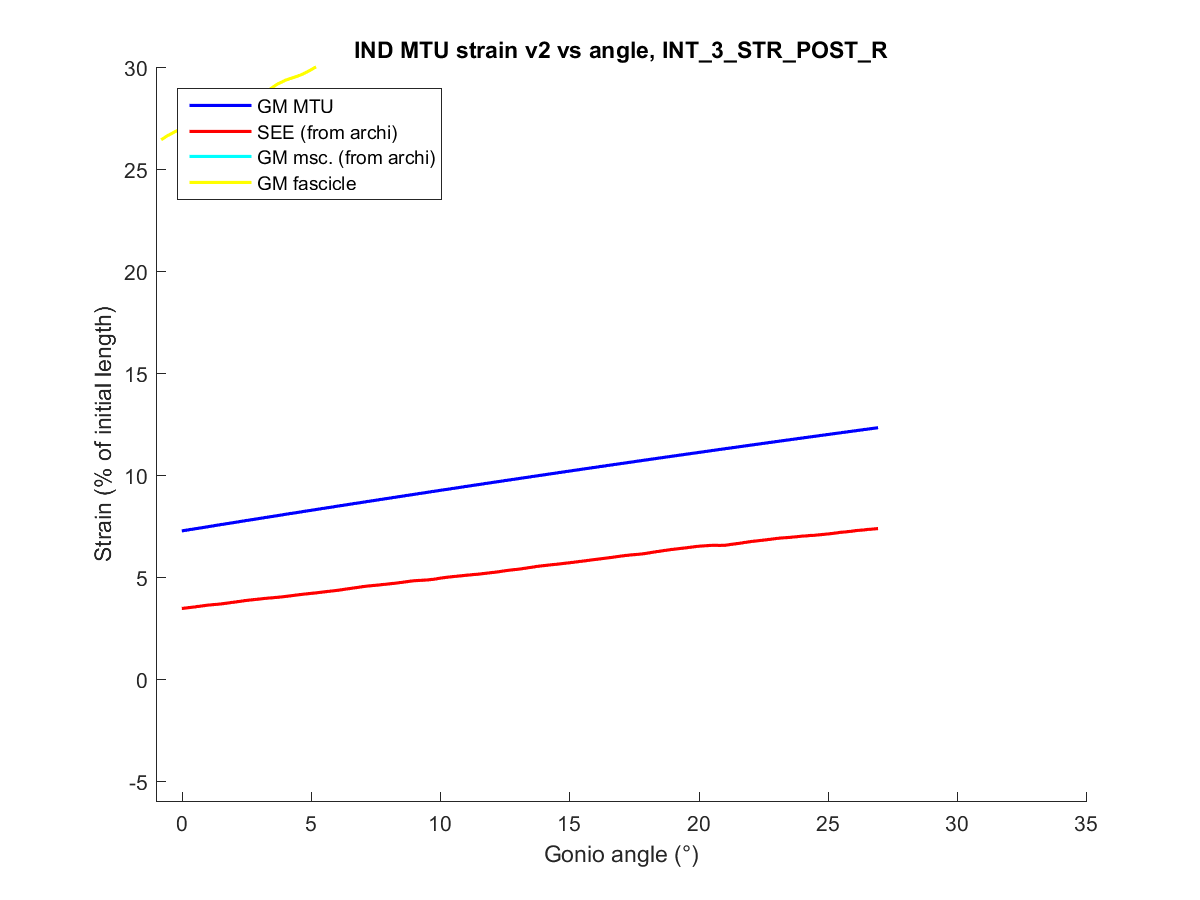 IND MTU strain v2 vs angle, INT_3_STR_POST_R
30
25
20
15
10
5
0
-5
Strain (% of initial length)
GM MTU
SEE (from archi)
GM msc. (from archi)
GM fascicle
0 5 10 15 20 25 30 35
Gonio angle (°)